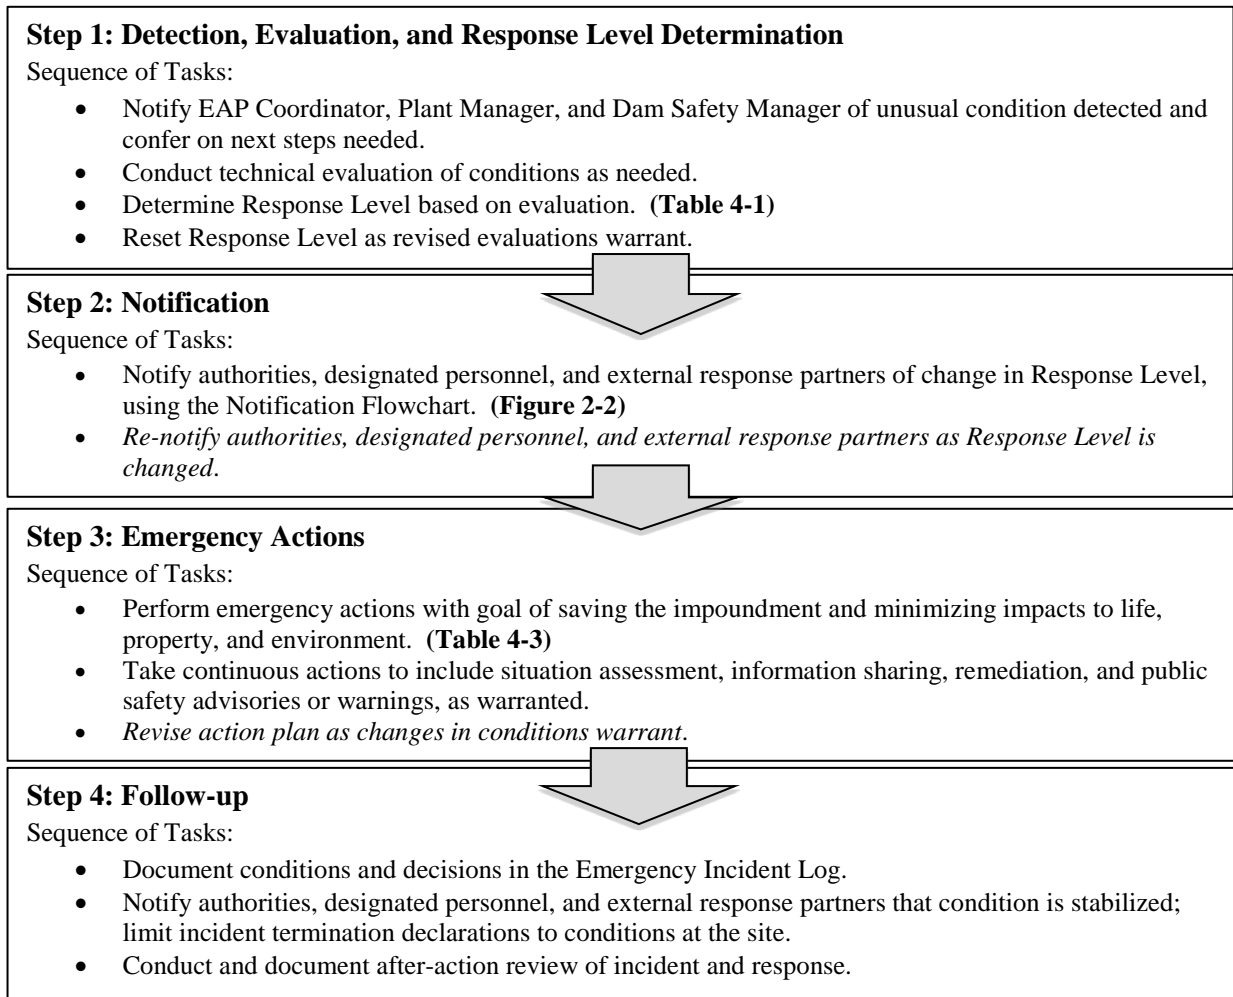 Step 1: Detection, Evaluation, and Response Level Determination
Sequence of Tasks:
• Notify EAP Coordinator, Plant Manager, and Dam Safety Manager of unusual condition detected and
confer on next steps needed.
• Conduct technical evaluation of conditions as needed.
• Determine Response Level based on evaluation. (Table 4-1)
• Reset Response Level as revised evaluations warrant.
Step 2: Notification
Sequence of Tasks:
• Notify authorities, designated personnel, and external response partners of change in Response Level,
using the Notification Flowchart. (Figure 2-2)
• Re-notify authorities, designated personnel, and external response partners as Response Level is
changed.
Step 3: Emergency Actions
Sequence of Tasks:
• Perform emergency actions with goal of saving the impoundment and minimizing impacts to life,
property, and environment. (Table 4-3)
• Take continuous actions to include situation assessment, information sharing, remediation, and public
safety advisories or warnings, as warranted.
• Revise action plan as changes in conditions warrant.
Step 4: Follow-up
Sequence of Tasks:
• Document conditions and decisions in the Emergency Incident Log.
• Notify authorities, designated personnel, and external response partners that condition is stabilized;
limit incident termination declarations to conditions at the site.
• Conduct and document after-action review of incident and response.